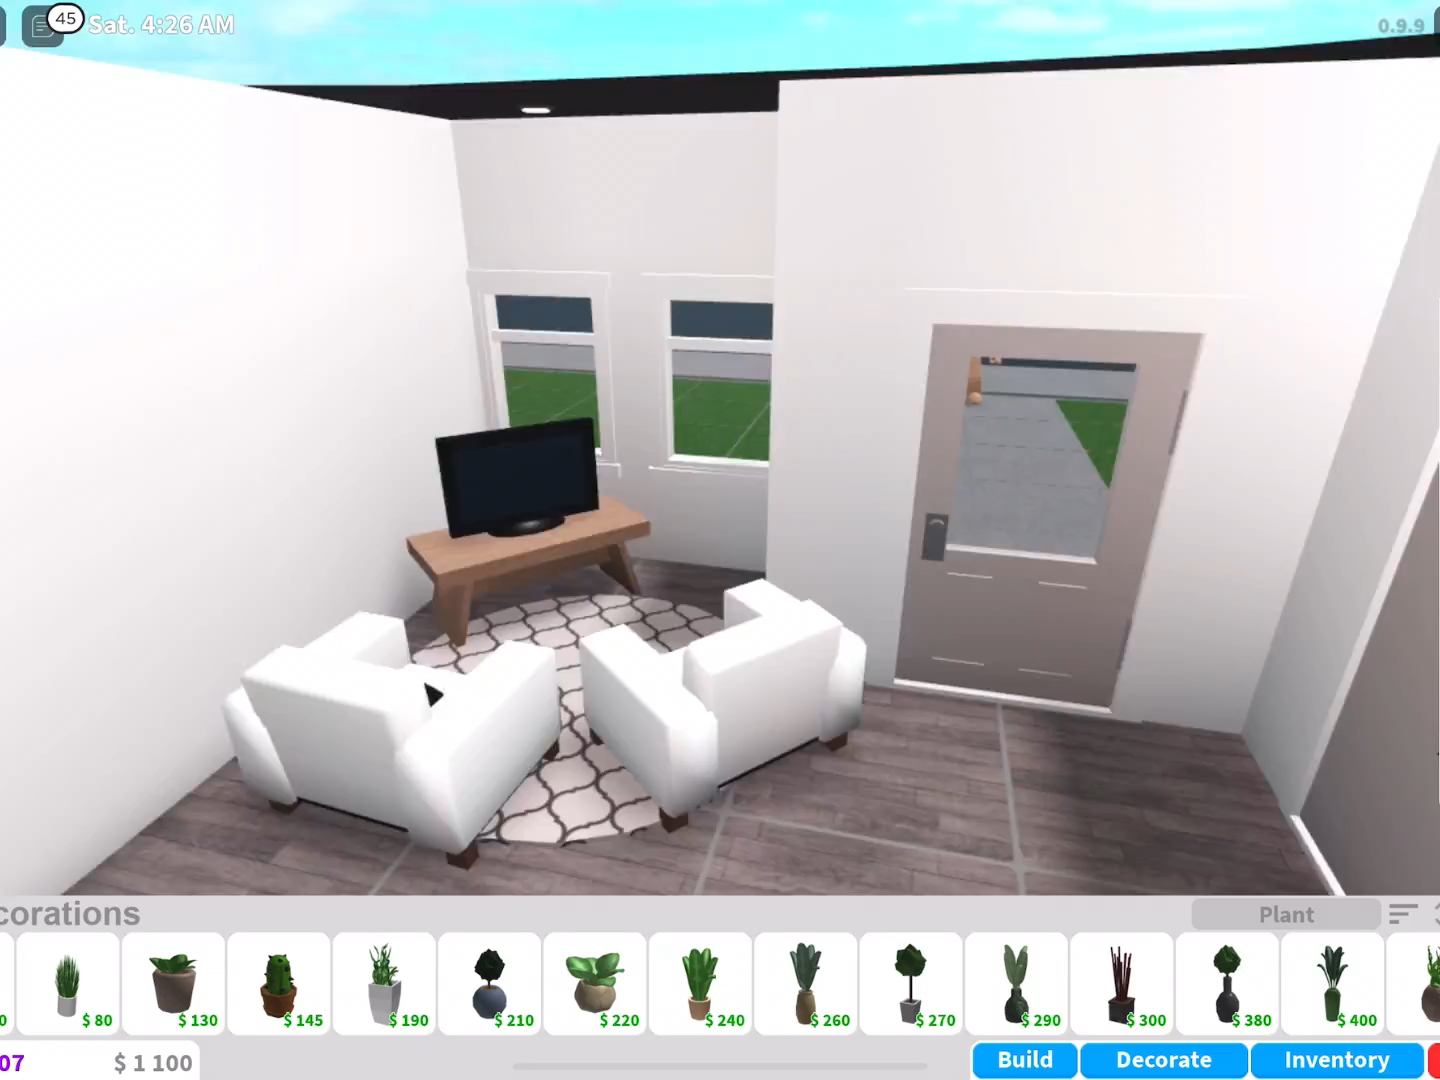 45
Sat. 4:26 AM
0.9.9
corations
Plant
0
$ 80
$ 130
$ 145
$ 190
$ 210
$ 220
$ 240
$ 260
$ 270
$ 290
$ 300
$ 380
$ 400
07
$ 1 100
Build
Decorate
Inventory